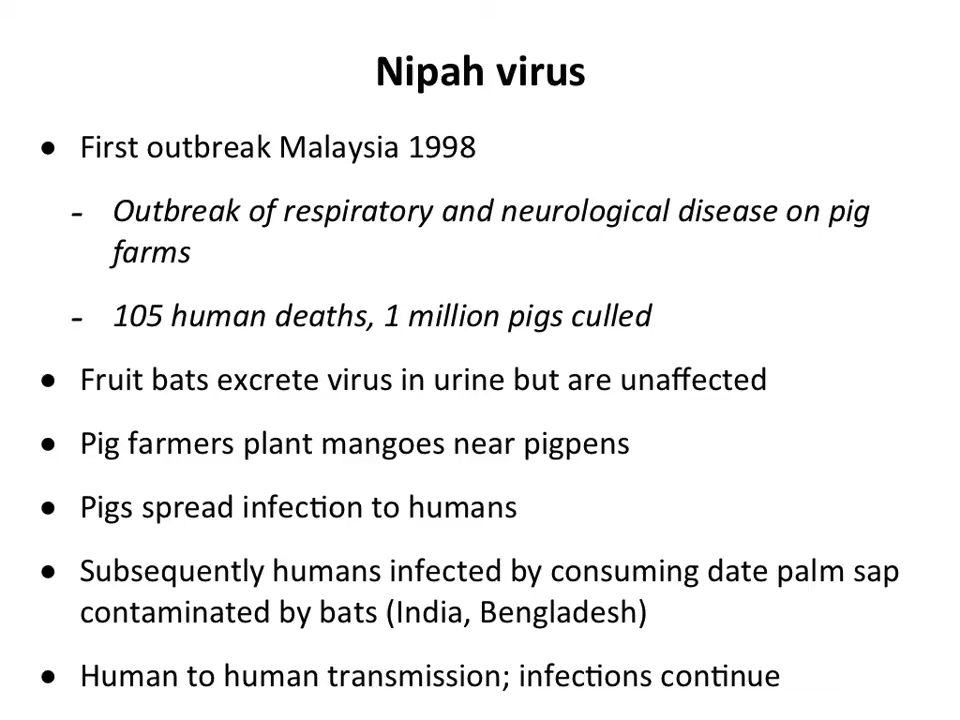 Nipah virus
• First outbreak Malaysia 1998
- Outbreak of respiratory and neurological disease on pig
farms
- 105 human deaths, 1 million pigs culled
• Fruit bats excrete virus in urine but are unaffected
• Pig farmers plant mangoes near pigpens
• Pigs spread infection to humans
• Subsequently humans infected by consuming date palm sap
contaminated by bats (India, Bengladesh)
• Human to human transmission; infections continue